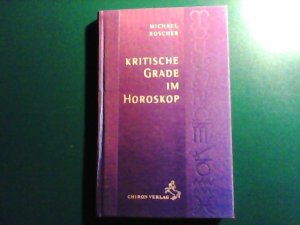 MICHAEL
ROSCHER
KRITISCHE
GRADE
IM
HOROSKOP
CHIRON VERLAG